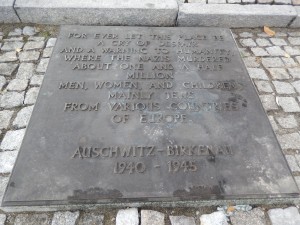 FOR EVER LET THIS PLACE BE
A CRY OF DESPAIR
AND A WARNING TO HUMANITY,
WHERE THE NAZIS MURDERED
ABOUT ONE AND A HALF
MILLION
MEN, WOMEN, AND CHILDREN,
MAINLY JEWS
FROM VARIOUS COUNTRIES
OF EUROPE.
AUSCHWITZ-BIRKENAU
1940 - 1945